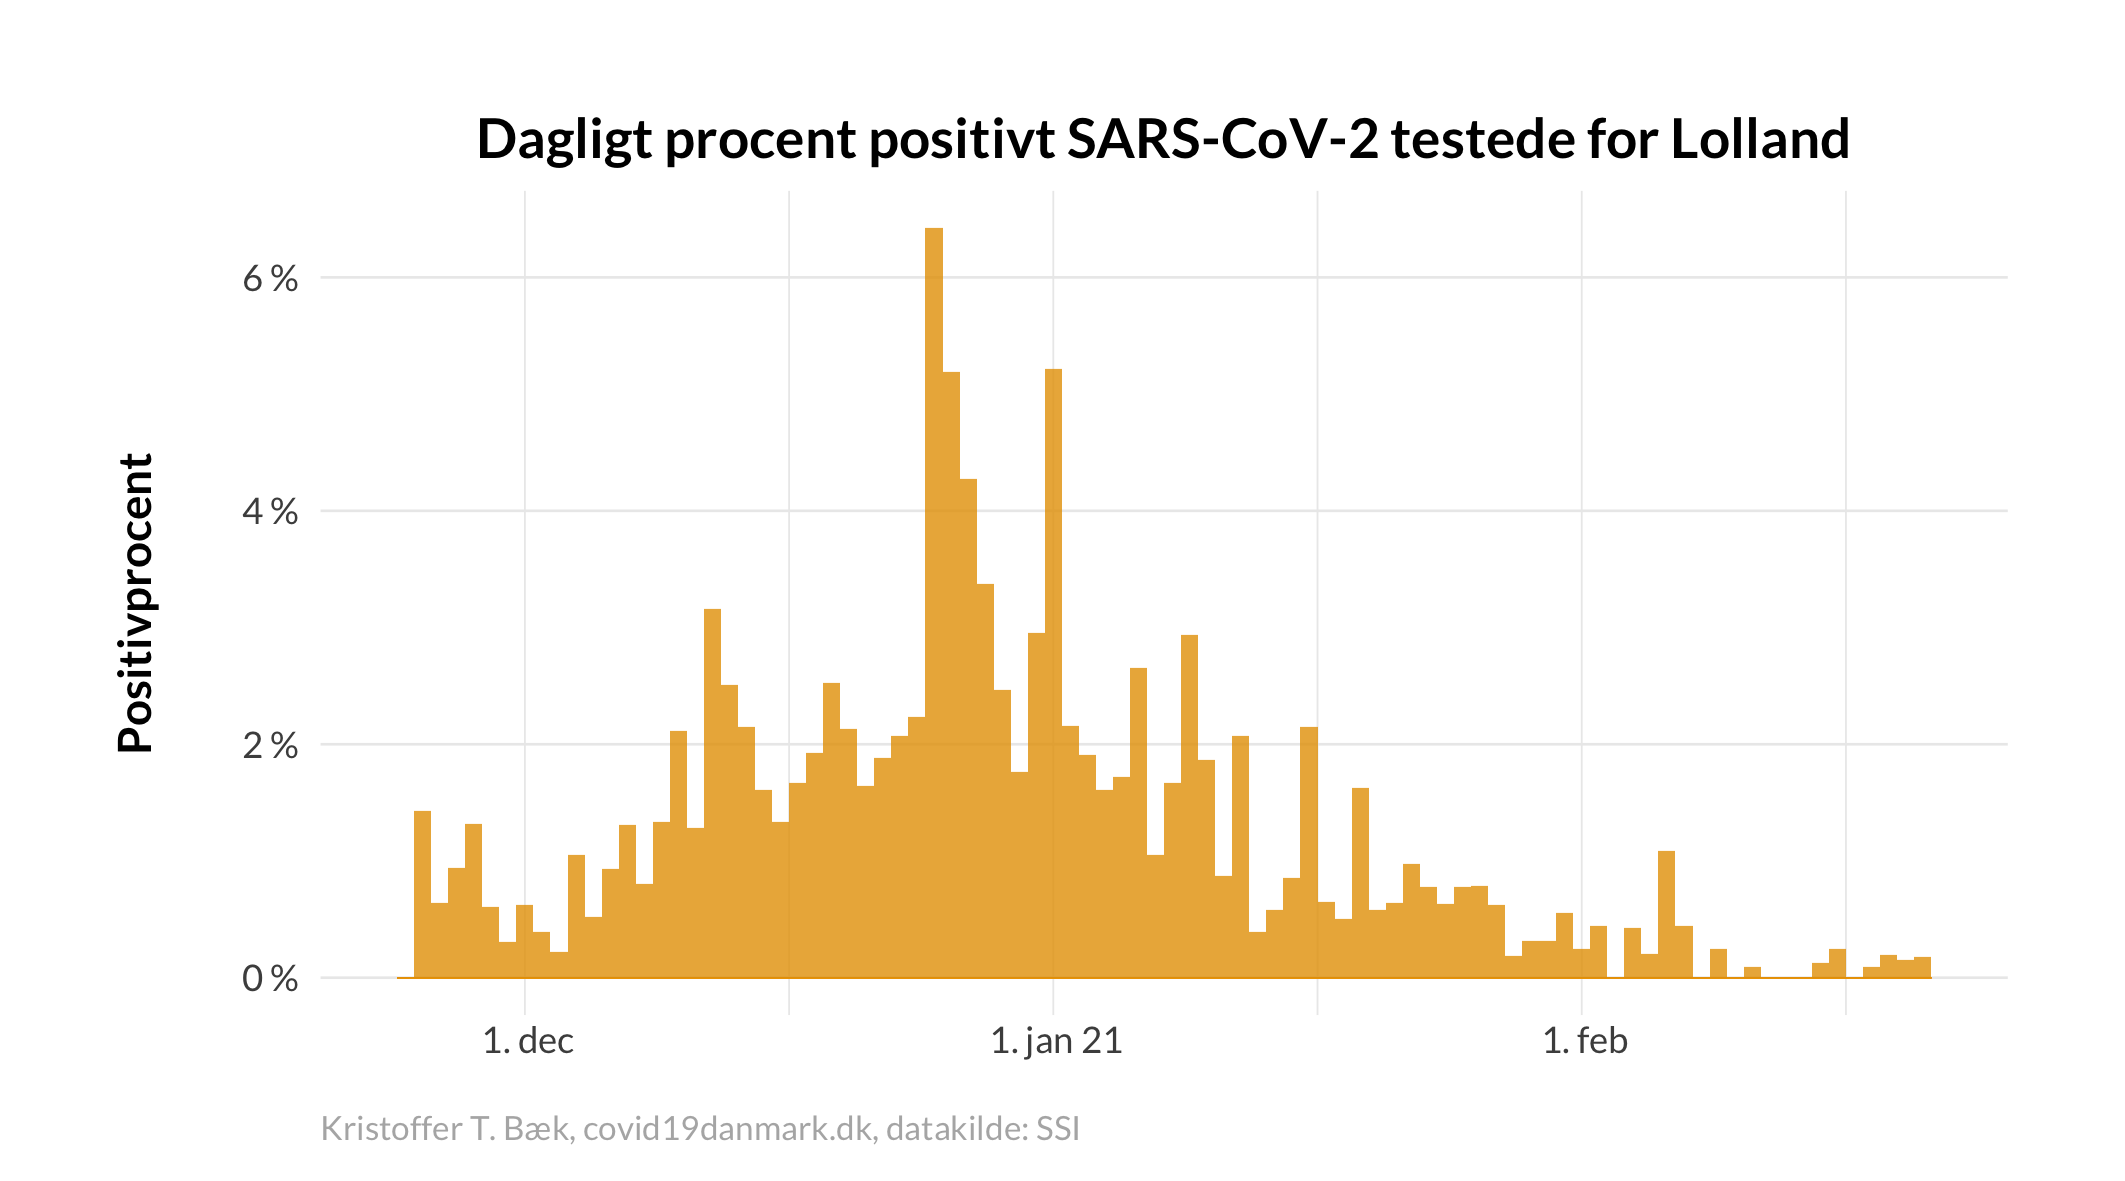 Dagligt procent positivt SARS-CoV-2 testede for Lolland
Positivprocent
6 %
4 %
2 %
0 %
1. dec
1. jan 21
1. feb
Kristoffer T. Bæk, covid19danmark.dk, datakilde: SSI